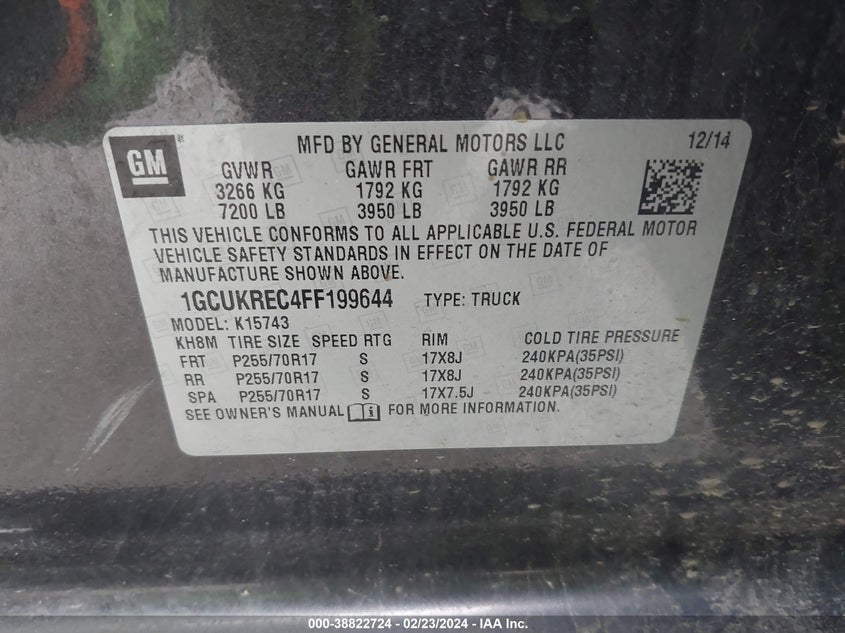 GM ® MFD BY GENERAL MOTORS LLC 12/14
GVWR GAWR FRT GAWR RR
3266 KG 1792 KG 1792 KG
7200 LB 3950 LB 3950 LB
THIS VEHICLE CONFORMS TO ALL APPLICABLE U.S. FEDERAL MOTOR
VEHICLE SAFETY STANDARDS IN EFFECT ON THE DATE OF
MANUFACTURE SHOWN ABOVE.
1GCUKREC4FF199644 TYPE: TRUCK
MODEL: K15743
KH8M TIRE SIZE SPEED RTG RIM COLD TIRE PRESSURE
FRT P255/70R17 S 17X8J 240KPA(35PSI)
RR P255/70R17 S 17X8J 240KPA(35PSI)
SPA P255/70R17 S 17X7.5J 240KPA(35PSI)
SEE OWNER'S MANUAL i FOR MORE INFORMATION.
000-38822724 - 02/23/2024 - IAA Inc.